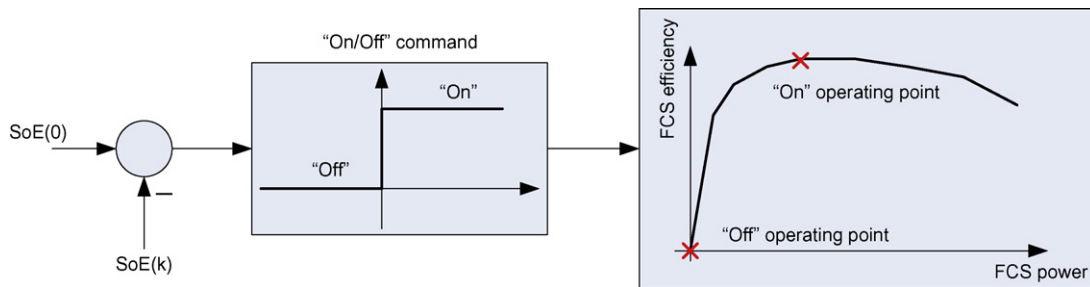 “On/Off” command
SoE(0)
SoE(k)
“On”
“Off”
FCS efficiency
“On” operating point
“Off” operating point
FCS power